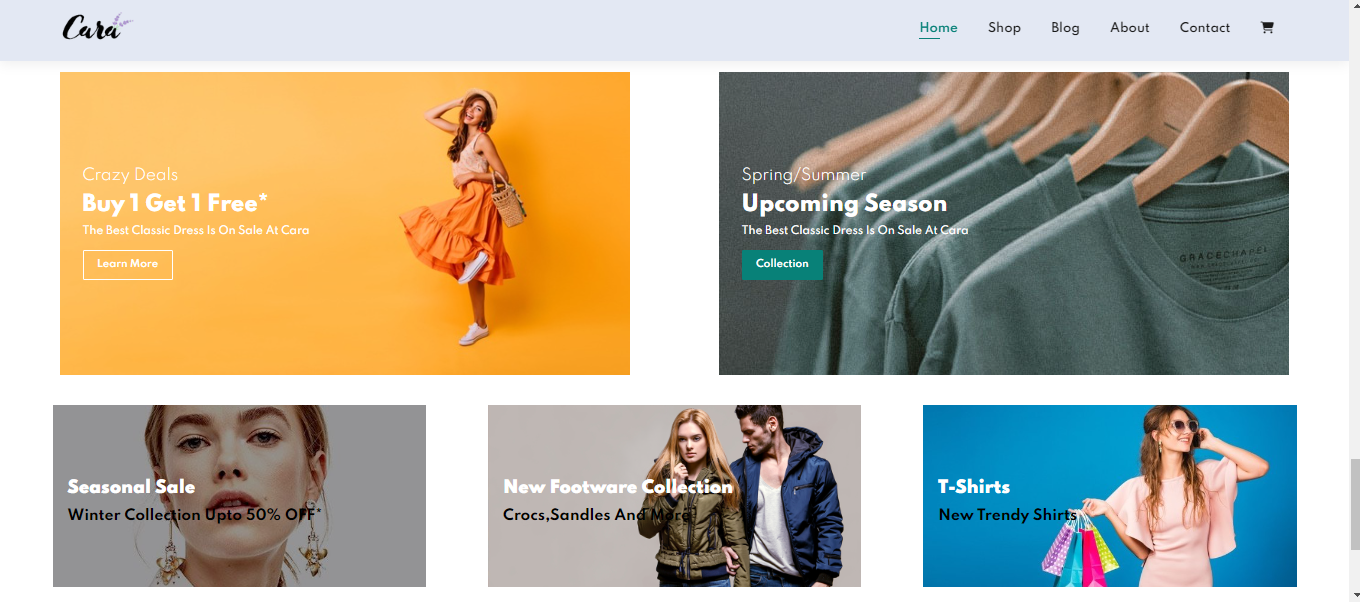 Cara
Home Shop Blog About Contact
Crazy Deals
Buy 1 Get 1 Free*
The Best Classic Dress Is On Sale At Cara
Learn More
Spring/Summer
Upcoming Season
The Best Classic Dress Is On Sale At Cara
Collection
GRACECHAPEL
Seasonal Sale
Winter Collection Upto 50% OFF*
New Footware Collection
Crocs,Sandles And More
T-Shirts
New Trendy Shirts